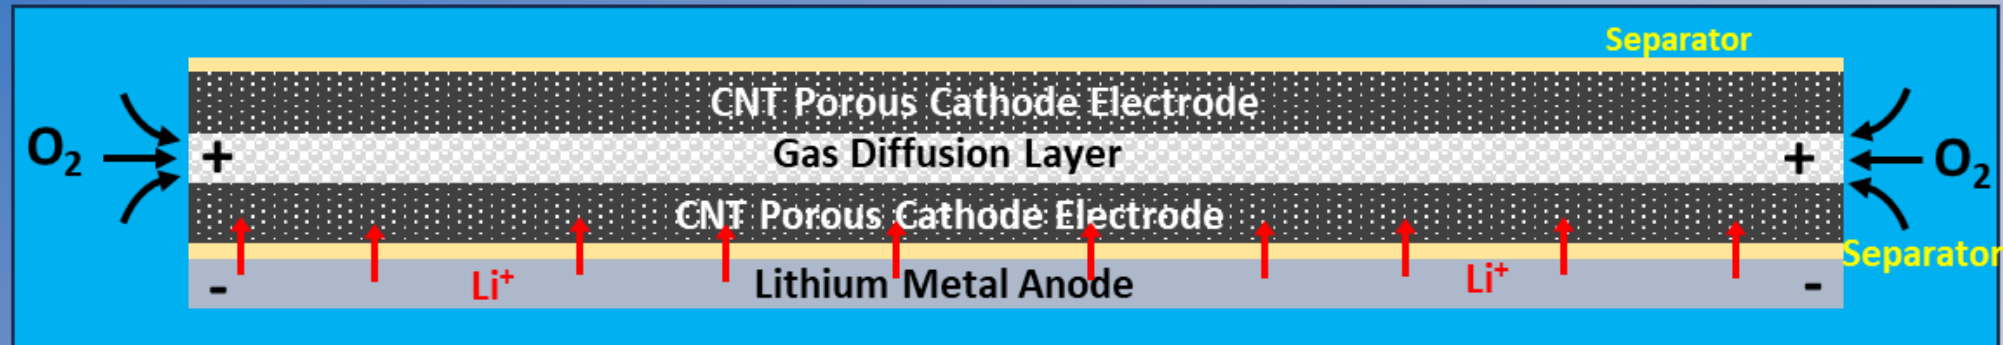 Separator
CNT Porous Cathode Electrode
O₂ + Gas Diffusion Layer + O₂
CNT Porous Cathode Electrode
Separator
- Li⁺ Lithium Metal Anode Li⁺ -